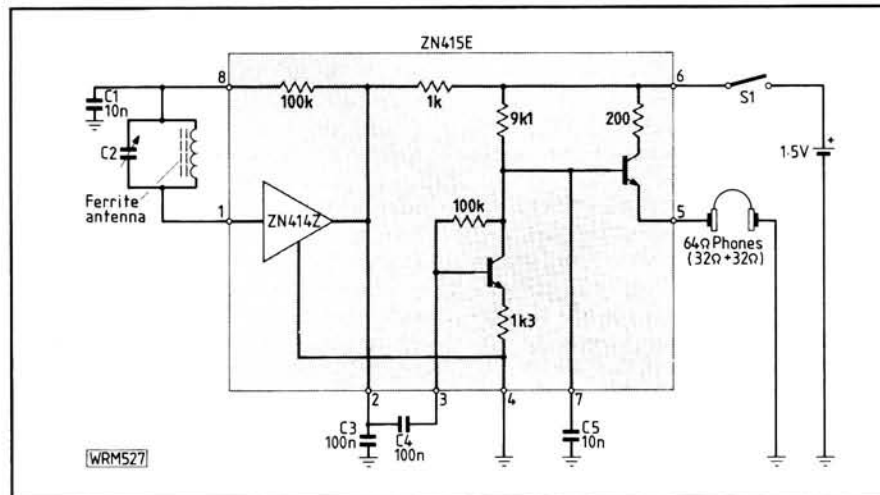 ZN415E
8
100k
1k
6
S1
C1
10n
9k1
200
C2
1·5V
+
Ferrite
antenna
1
ZN414Z
100k
5
64Ω Phones
(32Ω+32Ω)
1k3
2
3
4
7
C3
100n
C4
100n
C5
10n
WRM527